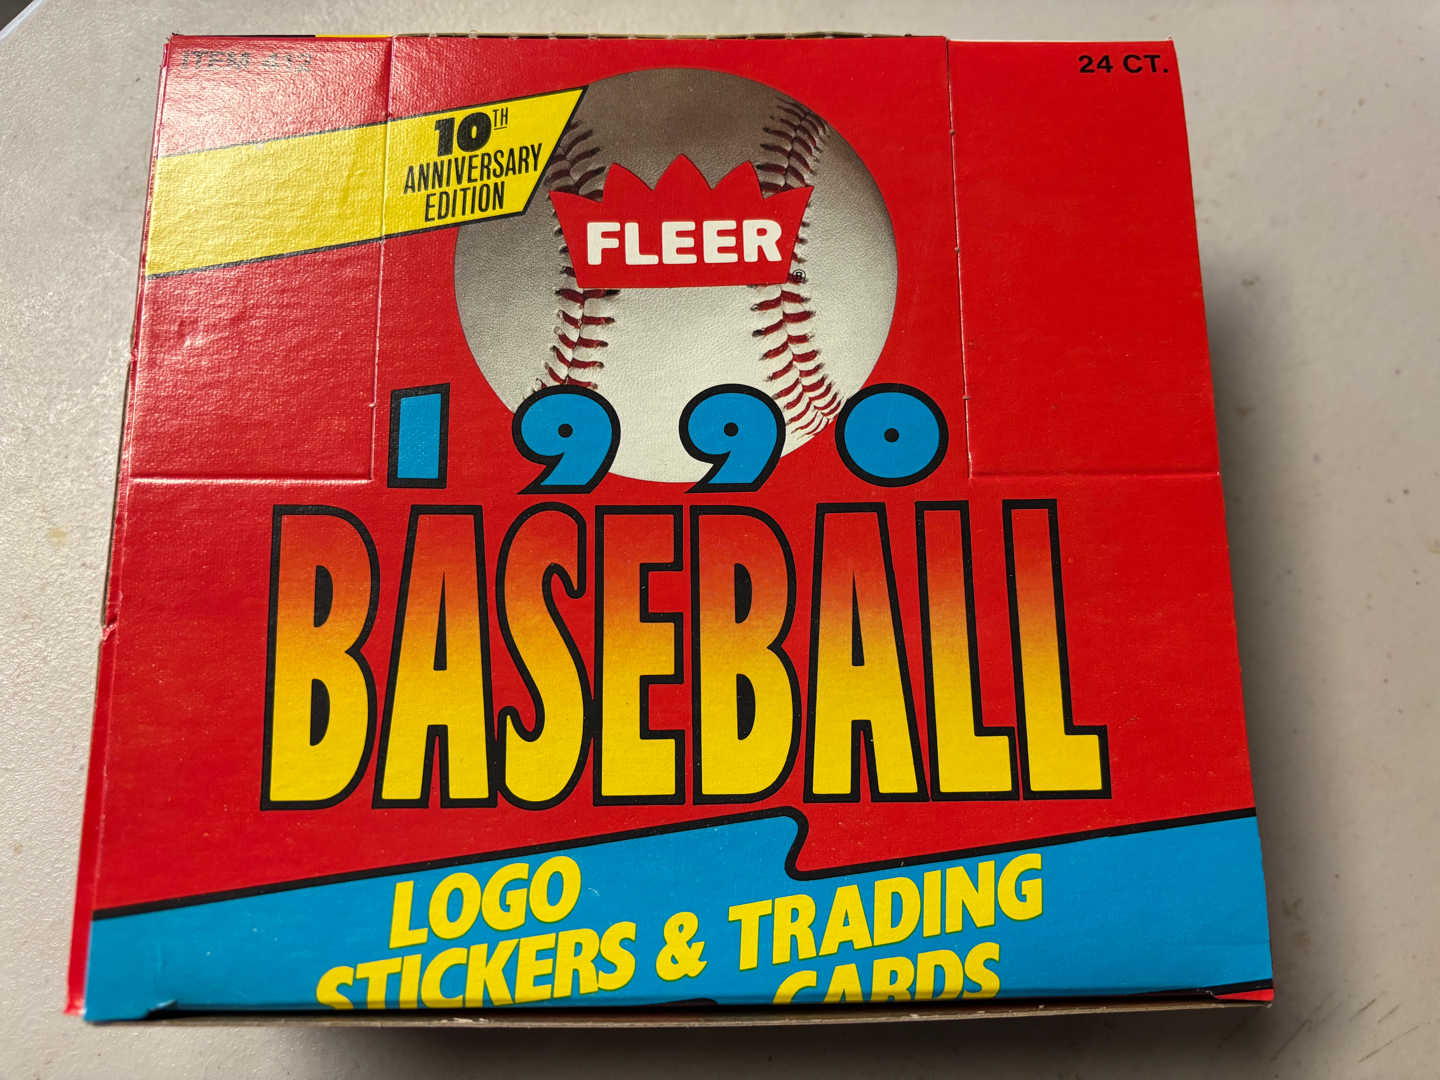 24 CT.
10TH
ANNIVERSARY
EDITION
FLEER
®
1990
BASEBALL
LOGO
STICKERS & TRADING
CARDS